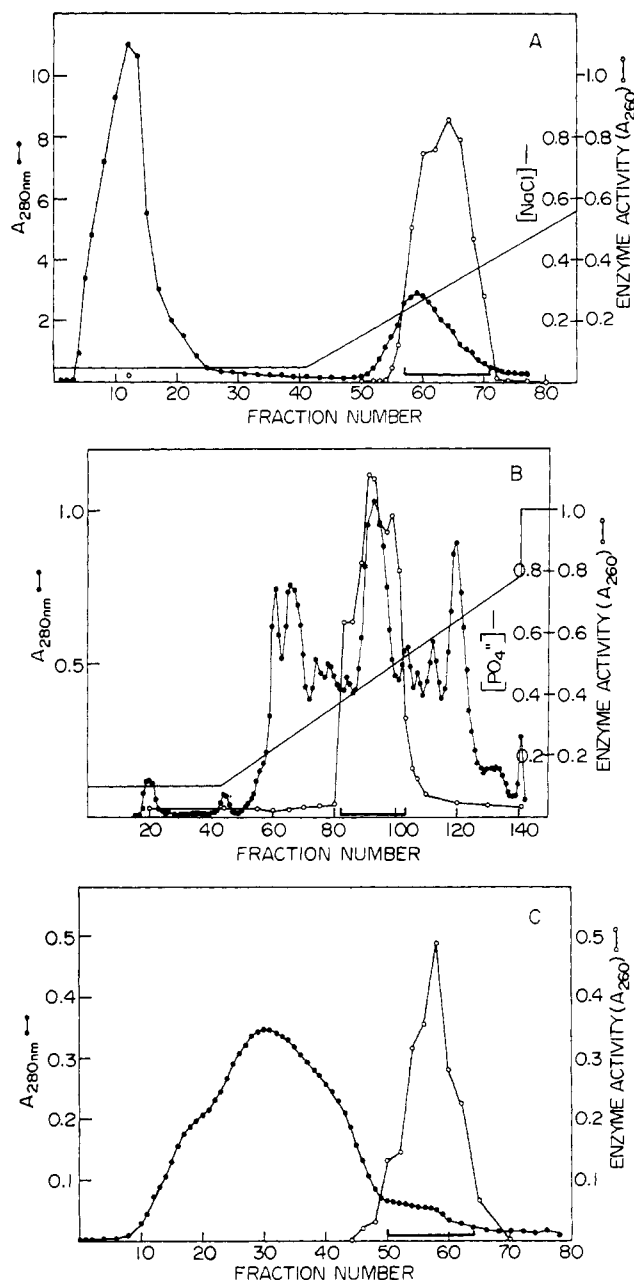 A
10
8
6
4
2
A280nm
[NaCl]
1.0
0.8
0.8
0.6
0.6
0.4
0.4
0.2
0.2
ENZYME ACTIVITY (A260)
10 20 30 40 50 60 70 80
FRACTION NUMBER
B
1.0
0.5
A280nm
[PO4"]
1.0
0.8
0.8
0.6
0.6
0.4
0.4
0.2
0.2
ENZYME ACTIVITY (A260)
20 40 60 80 100 120 140
FRACTION NUMBER
C
0.5
0.4
0.3
0.2
0.1
A280nm
0.5
0.4
0.3
0.2
0.1
ENZYME ACTIVITY (A260)
10 20 30 40 50 60 70 80
FRACTION NUMBER